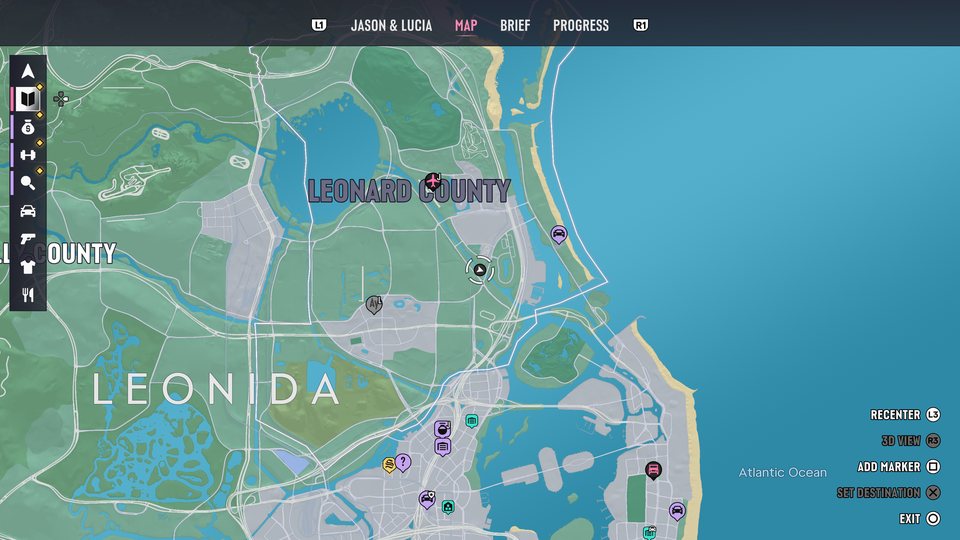 L1 JASON & LUCIA MAP BRIEF PROGRESS R1
LEONARD COUNTY
LLY COUNTY
LEONIDA
Atlantic Ocean
RECENTER L3
3D VIEW R3
ADD MARKER
SET DESTINATION
EXIT